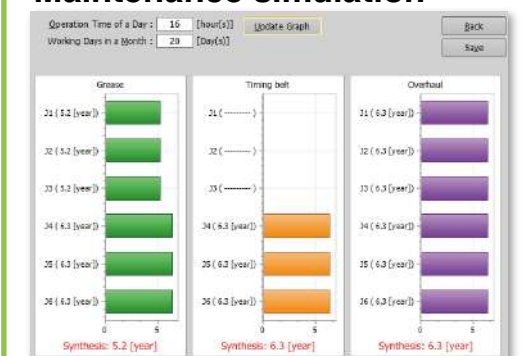 Maintenance simulation
Operation Time of a Day : 16 [hour(s)] Update Graph Back
Working Days in a Month : 20 [Day(s)] Save
Grease
J1 ( 5.2 [year])
J2 ( 5.2 [year])
J3 ( 5.2 [year])
J4 ( 6.3 [year])
J5 ( 6.3 [year])
J6 ( 6.3 [year])
0 5
Synthesis: 5.2 [year]
Timing belt
J1 ( --------- )
J2 ( --------- )
J3 ( --------- )
J4 ( 6.3 [year])
J5 ( 6.3 [year])
J6 ( 6.3 [year])
0 5
Synthesis: 6.3 [year]
Overhaul
J1 ( 6.3 [year])
J2 ( 6.3 [year])
J3 ( 6.3 [year])
J4 ( 6.3 [year])
J5 ( 6.3 [year])
J6 ( 6.3 [year])
0 5
Synthesis: 6.3 [year]